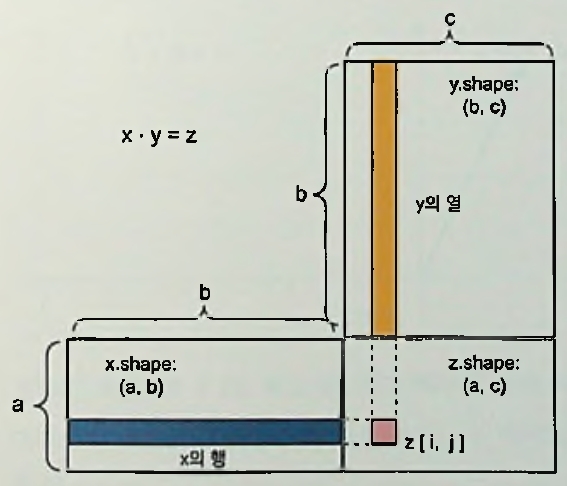 c
y.shape:
(b, c)
x · y = z
b
y의 열
b
x.shape:
(a, b)
z.shape:
(a, c)
a
z [ i, j ]
x의 행